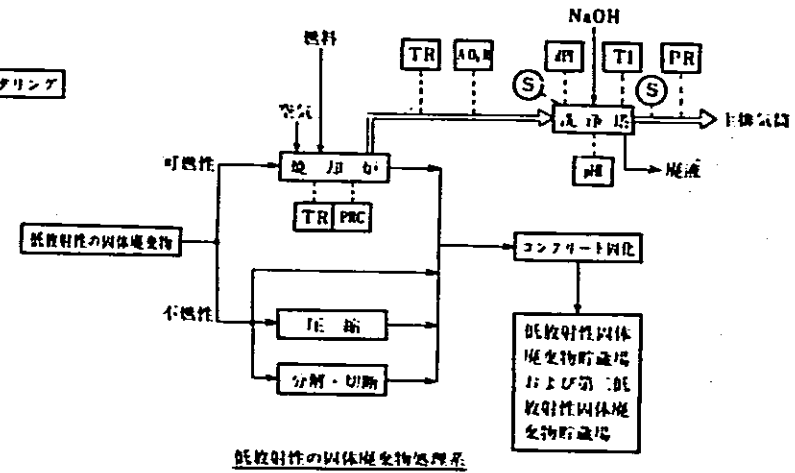 NaOH
燃料
TR
dPI
TI
PR
タリング
S
S
空気
洗浄塔
主排気筒
可燃性
焼却炉
pHI
廃液
TR
PRC
低放射性の固体廃棄物
コンクリート固化
不燃性
圧縮
分解・切断
低放射性固体
廃棄物貯蔵場
および第二低
放射性固体廃
棄物貯蔵場
低放射性の固体廃棄物処理系